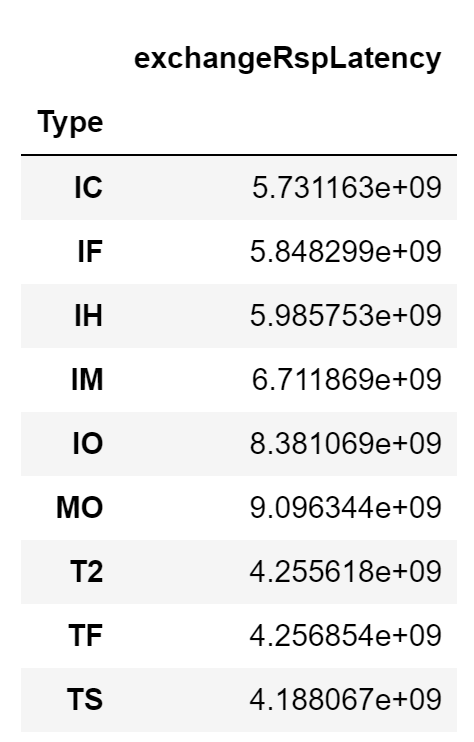 exchangeRspLatency
Type
IC 5.731163e+09
IF 5.848299e+09
IH 5.985753e+09
IM 6.711869e+09
IO 8.381069e+09
MO 9.096344e+09
T2 4.255618e+09
TF 4.256854e+09
TS 4.188067e+09